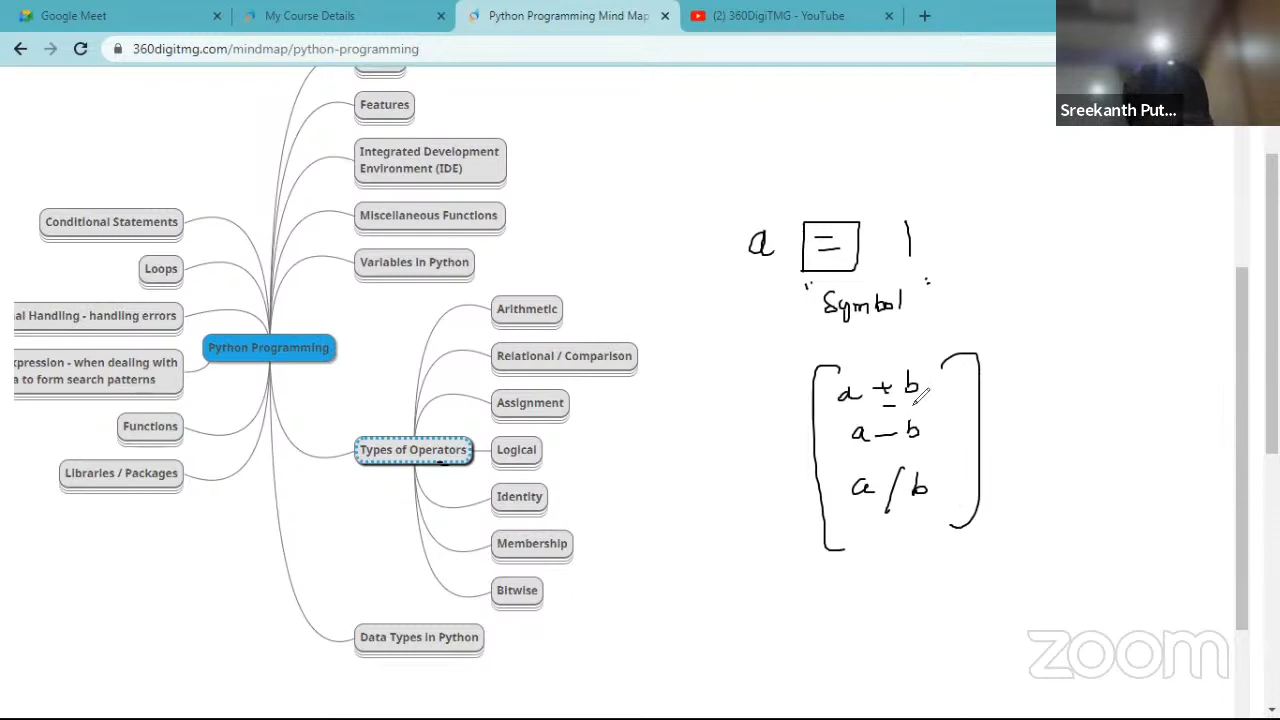 Google Meet
My Course Details
Python Programming Mind Map
(2) 360DigiTMG - YouTube
360digitmg.com/mindmap/python-programming
Sreekanth Put...
Features
Integrated Development
Environment (IDE)
Miscellaneous Functions
Variables in Python
Conditional Statements
Loops
al Handling - handling errors
Python Programming
xpression - when dealing with
a to form search patterns
Functions
Libraries / Packages
Types of Operators
Arithmetic
Relational / Comparison
Assignment
Logical
Identity
Membership
Bitwise
Data Types in Python
a = 1
"Symbol"
a + b
a - b
a / b
zoom